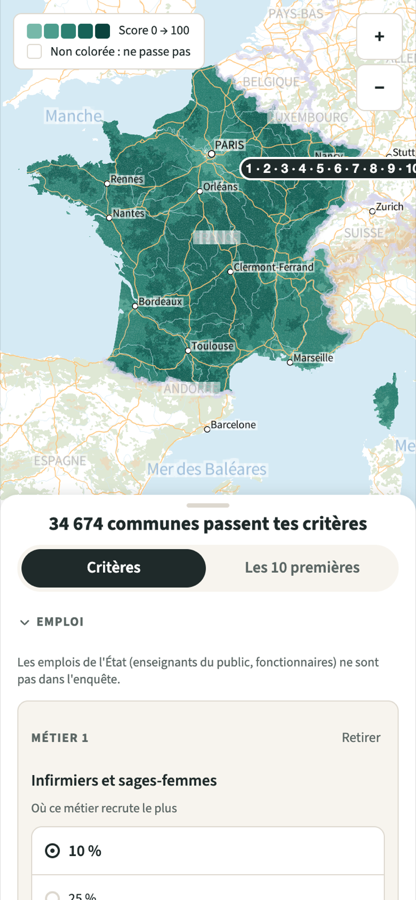 PAYS-BAS
Score 0 → 100
Non colorée : ne passe pas
+
−
BELGIQUE
LUXEMBOURG
Manche
PARIS
Nancy
Stutt
1 · 2 · 3 · 4 · 5 · 6 · 7 · 8 · 9 · 10
Rennes
Orléans
Nantes
Zurich
SUISSE
Clermont-Ferrand
Bordeaux
Toulouse
Marseille
ANDORRE
Barcelone
Me
ESPAGNE
Mer des Baléares
34 674 communes passent tes critères
Critères
Les 10 premières
EMPLOI
Les emplois de l'État (enseignants du public, fonctionnaires) ne sont
pas dans l'enquête.
MÉTIER 1
Retirer
Infirmiers et sages-femmes
Où ce métier recrute le plus
10 %
25 %